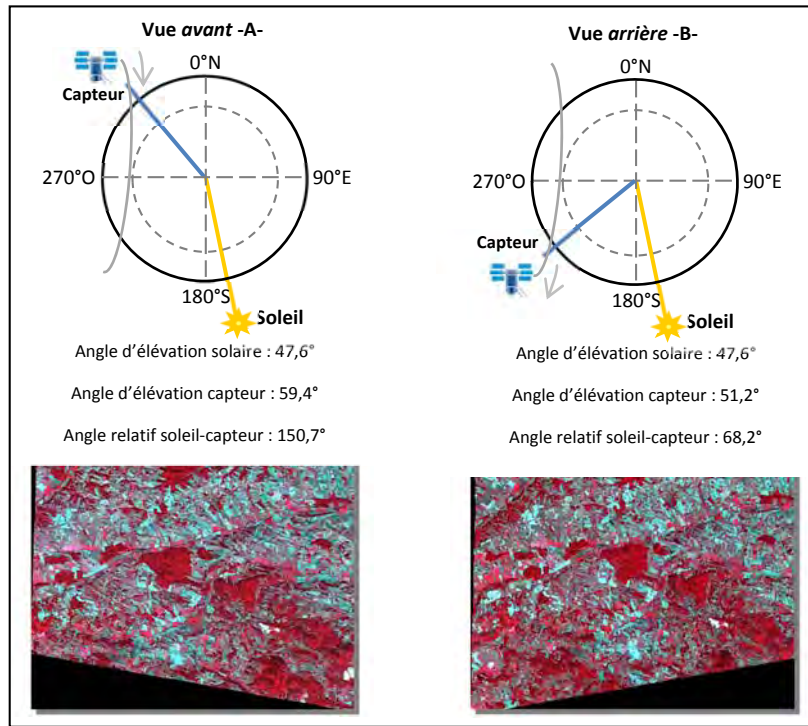 Vue avant -A-
0°N
Capteur
270°O
90°E
180°S
Soleil
Angle d'élévation solaire : 47,6°
Angle d'élévation capteur : 59,4°
Angle relatif soleil-capteur : 150,7°
Vue arrière -B-
0°N
270°O
90°E
Capteur
180°S
Soleil
Angle d'élévation solaire : 47,6°
Angle d'élévation capteur : 51,2°
Angle relatif soleil-capteur : 68,2°